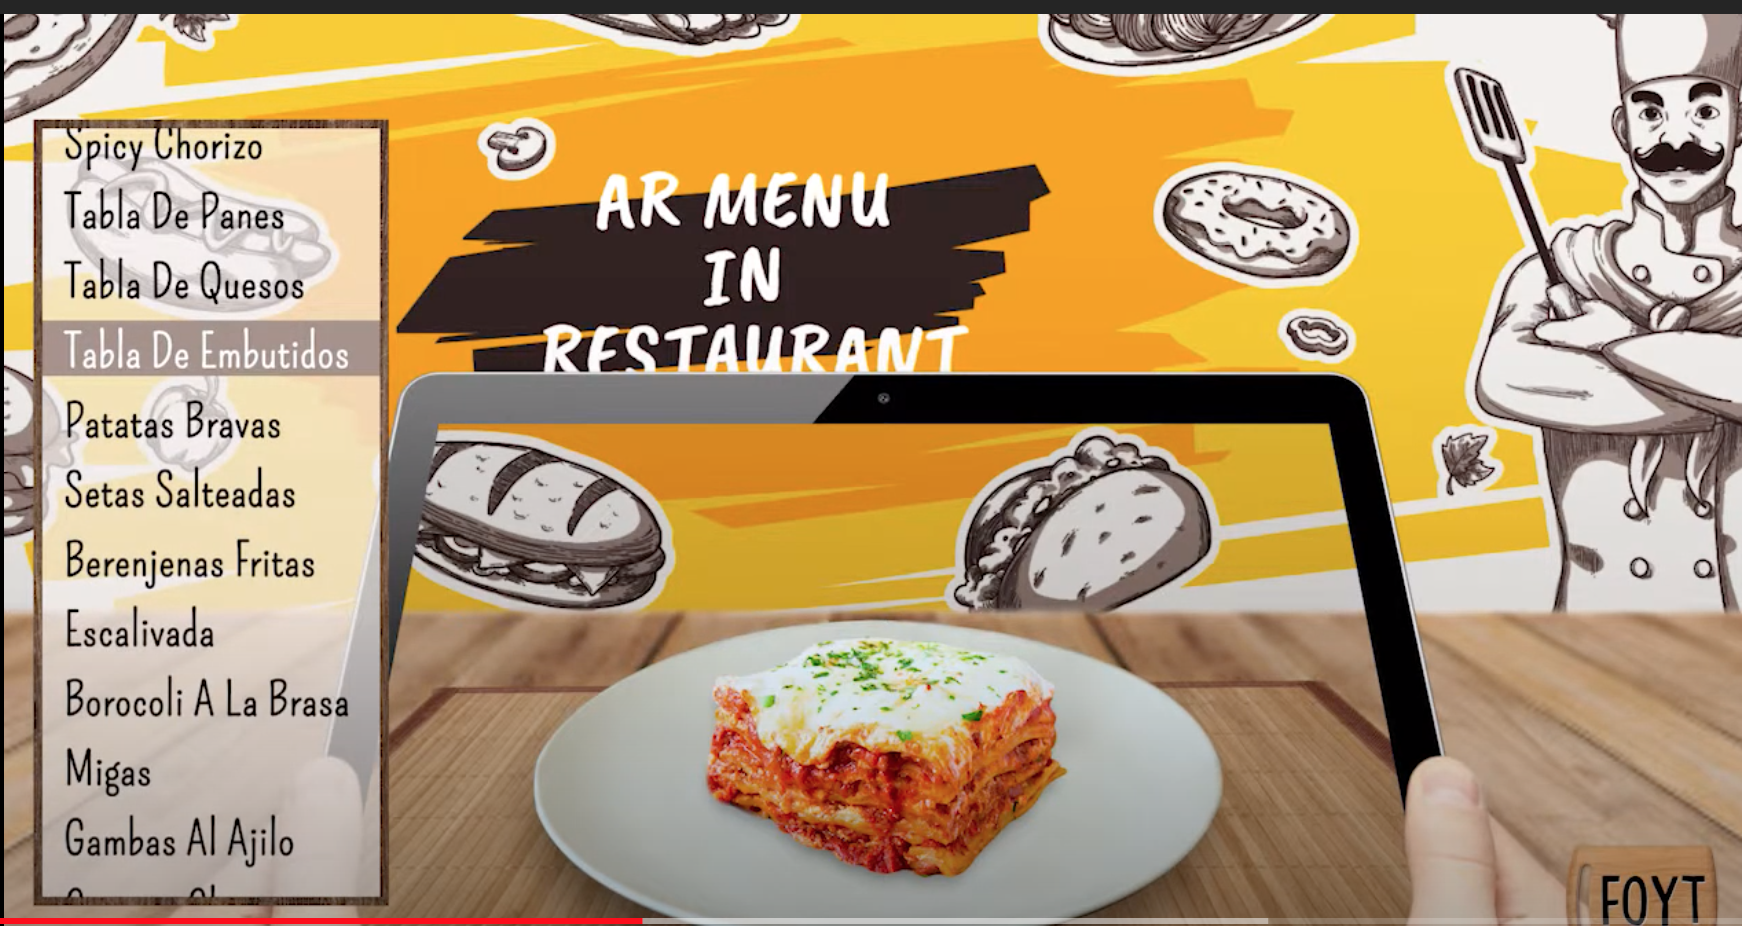 Spicy Chorizo
Tabla De Panes
Tabla De Quesos
Tabla De Embutidos
Patatas Bravas
Setas Salteadas
Berenjenas Fritas
Escalivada
Borocoli A La Brasa
Migas
Gambas Al Ajilo
AR MENU
IN
RESTAURANT
FOYT